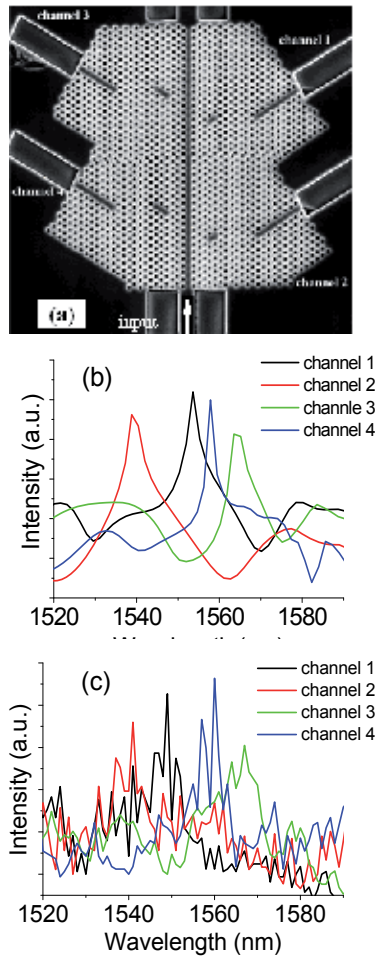 channel 3
channel 1
channel 4
channel 2
(a)
input
(b)
channel 1
channel 2
channle 3
channel 4
Intensity (a.u.)
1520 1540 1560 1580
(c)
channel 1
channel 2
channel 3
channel 4
Intensity (a.u.)
1520 1540 1560 1580
Wavelength (nm)